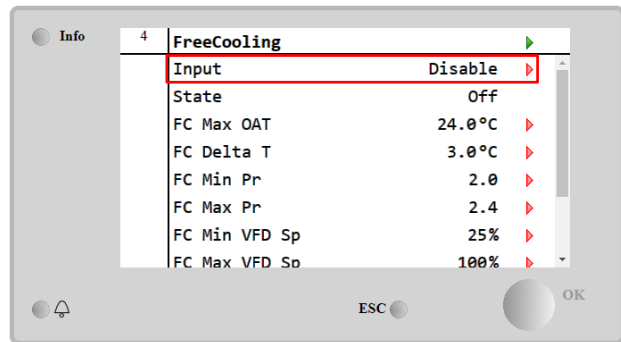 Info
4 FreeCooling
Input Disable
State Off
FC Max OAT 24.0°C
FC Delta T 3.0°C
FC Min Pr 2.0
FC Max Pr 2.4
FC Min VFD Sp 25%
FC Max VFD Sp 100%
ESC OK